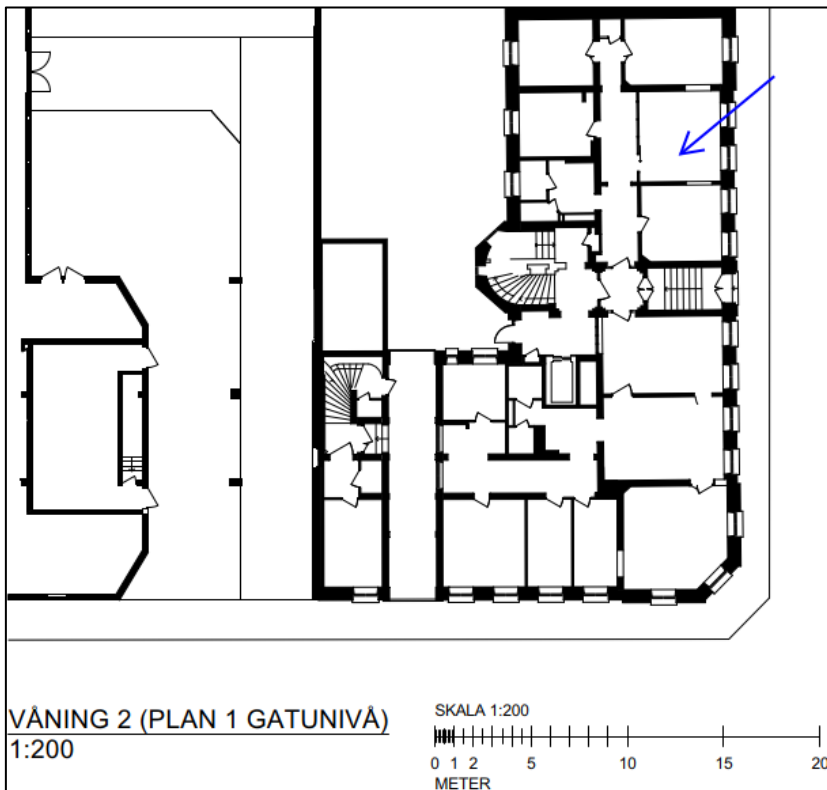 VÅNING 2 (PLAN 1 GATUNIVÅ)
1:200
SKALA 1:200
0 1 2 5 10 15 20
METER